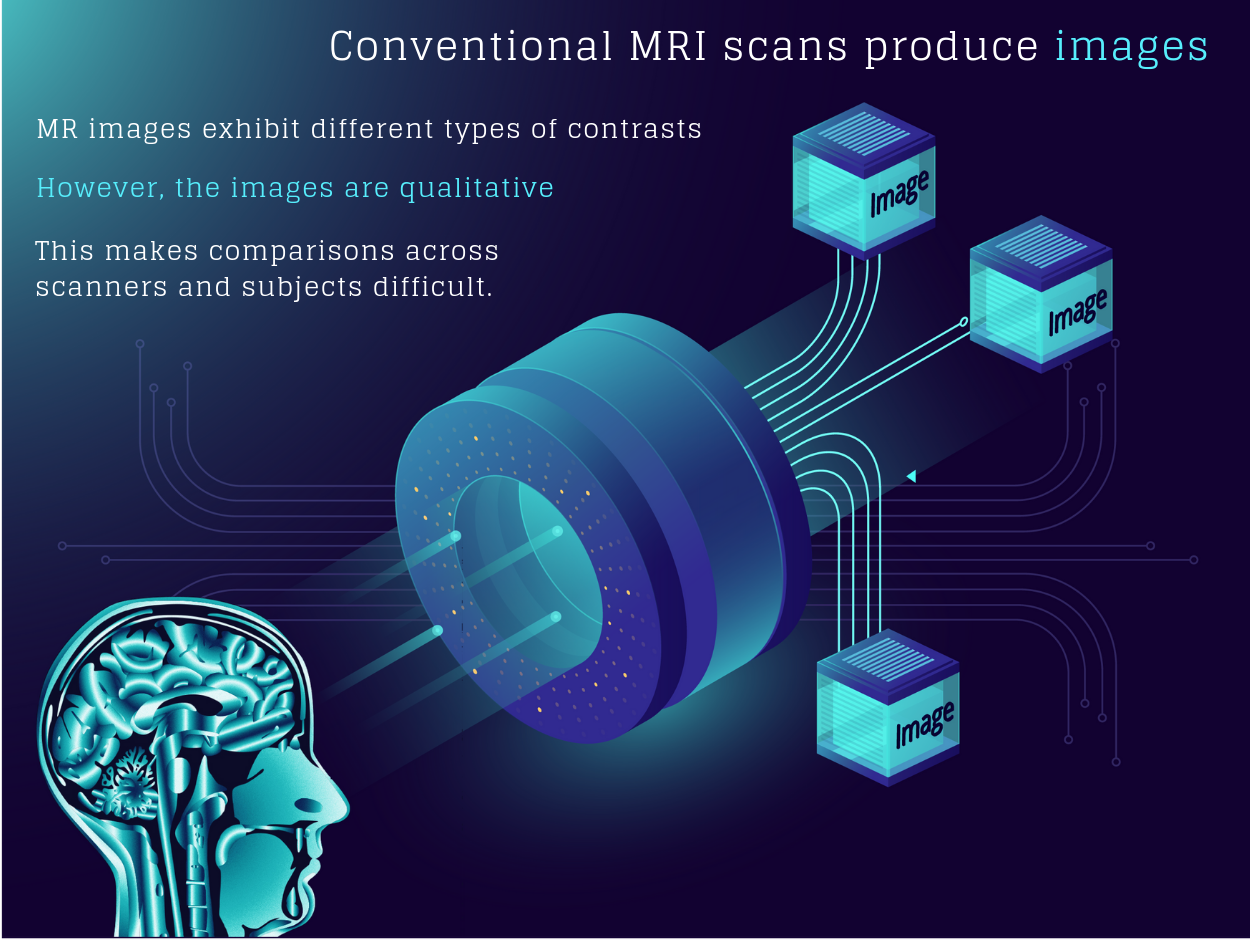 Conventional MRI scans produce images
MR images exhibit different types of contrasts
However, the images are qualitative
This makes comparisons across
scanners and subjects difficult.
Image
Image
Image